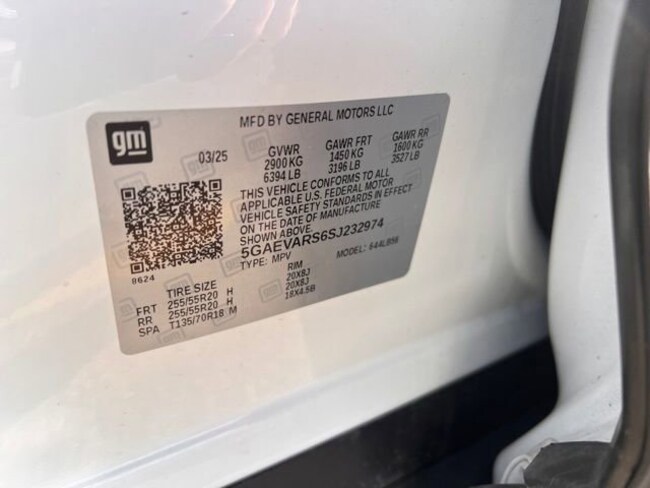 MFD BY GENERAL MOTORS LLC
gm
03/25
GVWR GAWR FRT GAWR RR
2900 KG 1450 KG 1600 KG
6394 LB 3196 LB 3527 LB
THIS VEHICLE CONFORMS TO ALL
APPLICABLE U.S. FEDERAL MOTOR
VEHICLE SAFETY STANDARDS IN EFFECT
ON THE DATE OF MANUFACTURE
SHOWN ABOVE.
5GAEVARS6SJ232974
TYPE: MPV MODEL: 644LB56
8624
TIRE SIZE RIM
FRT 255/55R20 H 20X8J
RR 255/55R20 H 20X8J
SPA T135/70R18 M 18X4.5B